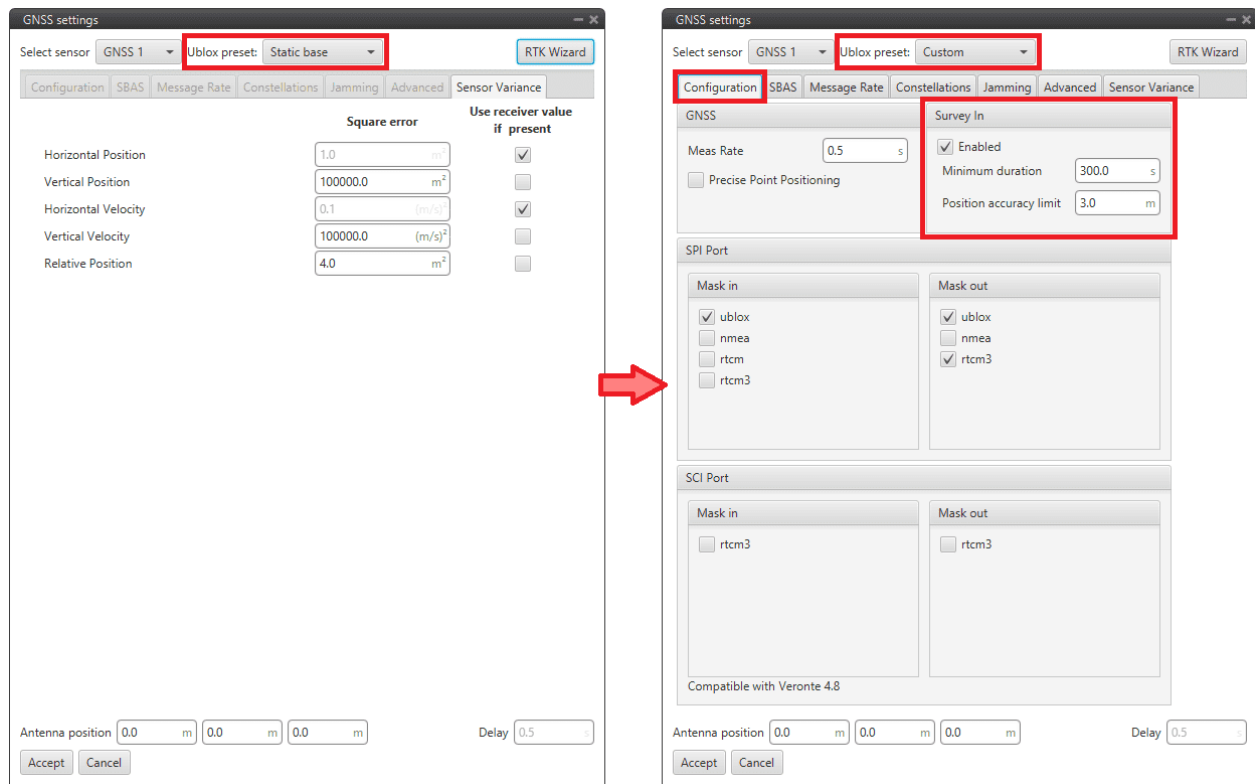 GNSS settings
Select sensor GNSS 1 Ublox preset: Static base RTK Wizard
Configuration SBAS Message Rate Constellations Jamming Advanced Sensor Variance
Square error Use receiver value if present
Horizontal Position 1.0 m²
Vertical Position 100000.0 m²
Horizontal Velocity 0.1 (m/s)²
Vertical Velocity 100000.0 (m/s)²
Relative Position 4.0 m²
Antenna position 0.0 m 0.0 m 0.0 m Delay 0.5 s
Accept Cancel
GNSS settings
Select sensor GNSS 1 Ublox preset: Custom RTK Wizard
Configuration SBAS Message Rate Constellations Jamming Advanced Sensor Variance
GNSS
Meas Rate 0.5 s
Precise Point Positioning
Survey In
Enabled
Minimum duration 300.0 s
Position accuracy limit 3.0 m
SPI Port
Mask in
ublox
nmea
rtcm
rtcm3
Mask out
ublox
nmea
rtcm3
SCI Port
Mask in
rtcm3
Mask out
rtcm3
Compatible with Veronte 4.8
Antenna position 0.0 m 0.0 m 0.0 m Delay 0.5 s
Accept Cancel